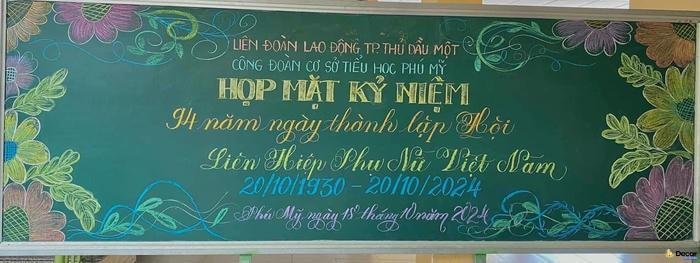 LIÊN ĐOÀN LAO ĐỘNG TP. THỦ DẦU MỘT
CÔNG ĐOÀN CƠ SỞ TIỂU HỌC PHÚ MỸ
HỌP MẶT KỶ NIỆM
94 năm ngày thành lập Hội
Liên Hiệp Phụ Nữ Việt Nam
20/10/1930 - 20/10/2024
Phú Mỹ, ngày 18 tháng 10 năm 2024
Decor